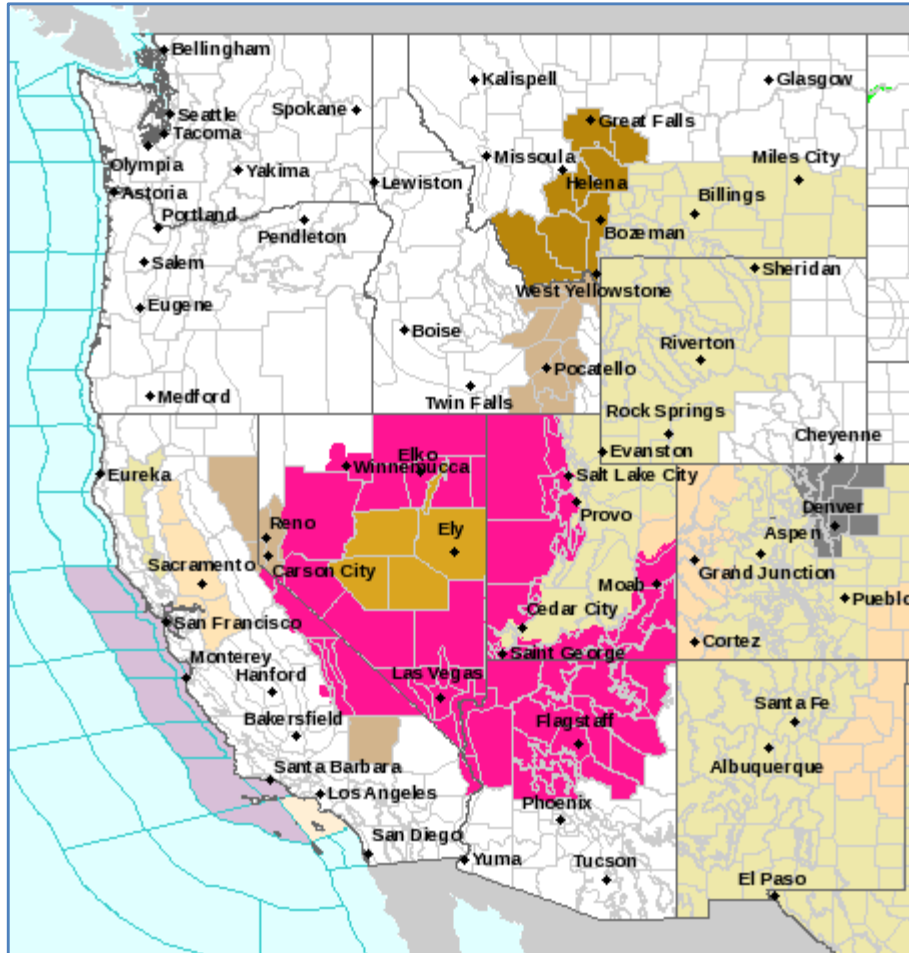 Bellingham
Kalispell
Glasgow
Seattle
Spokane
Great Falls
Tacoma
Olympia
Missoula
Miles City
Yakima
Helena
Astoria
Lewiston
Billings
Portland
Pendleton
Bozeman
Salem
Sheridan
West Yellowstone
Eugene
Boise
Riverton
Pocatello
Medford
Twin Falls
Rock Springs
Cheyenne
Elko
Evanston
Eureka
Winnemucca
Salt Lake City
Provo
Denver
Reno
Ely
Aspen
Sacramento
Carson City
Grand Junction
Moab
Pueblo
Cedar City
San Francisco
Cortez
Saint George
Monterey
Hanford
Las Vegas
Santa Fe
Bakersfield
Flagstaff
Albuquerque
Santa Barbara
Los Angeles
Phoenix
San Diego
Yuma
Tucson
El Paso